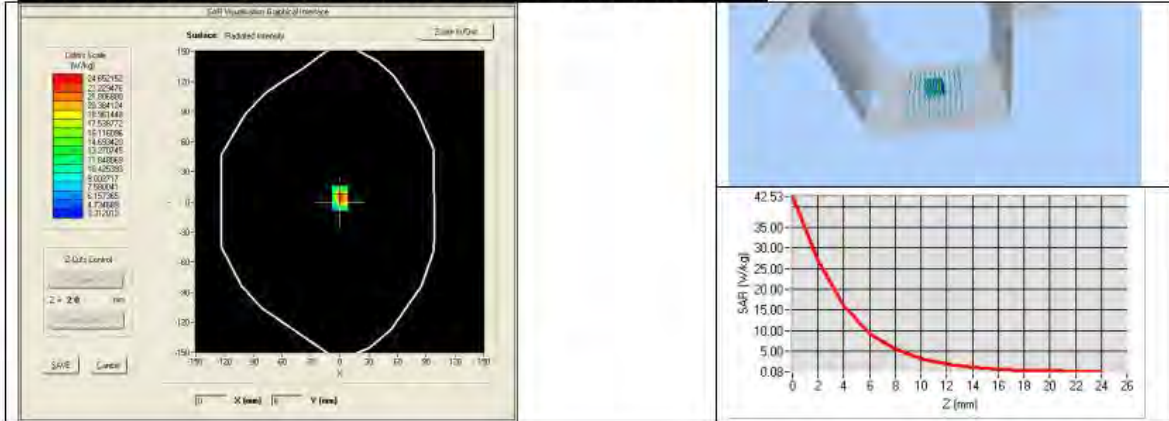 SAR Visualisation Graphical Interface
Surface: Radiated Intensity
Zoom In/Out
Colors Scale
(W/kg)
24.652152
21.806800
20.384124
18.961448
17.538772
16.116096
14.693420
13.270745
11.848069
10.425393
9.002717
7.580041
6.157365
4.734689
3.312013
150
120
90
60
30
0
-30
-60
-90
-120
-150
-150 -120 -90 -60 -30 0 30 60 90 120 150
X
Z-Cuts Control
Z = 2 0 mm
SAVE Cancel
X (mm) Y (mm)
42.53
35.00
30.00
25.00
20.00
15.00
10.00
5.00
0.08
0 2 4 6 8 10 12 14 16 18 20 22 24 26
SAR (W/kg)
Z (mm)